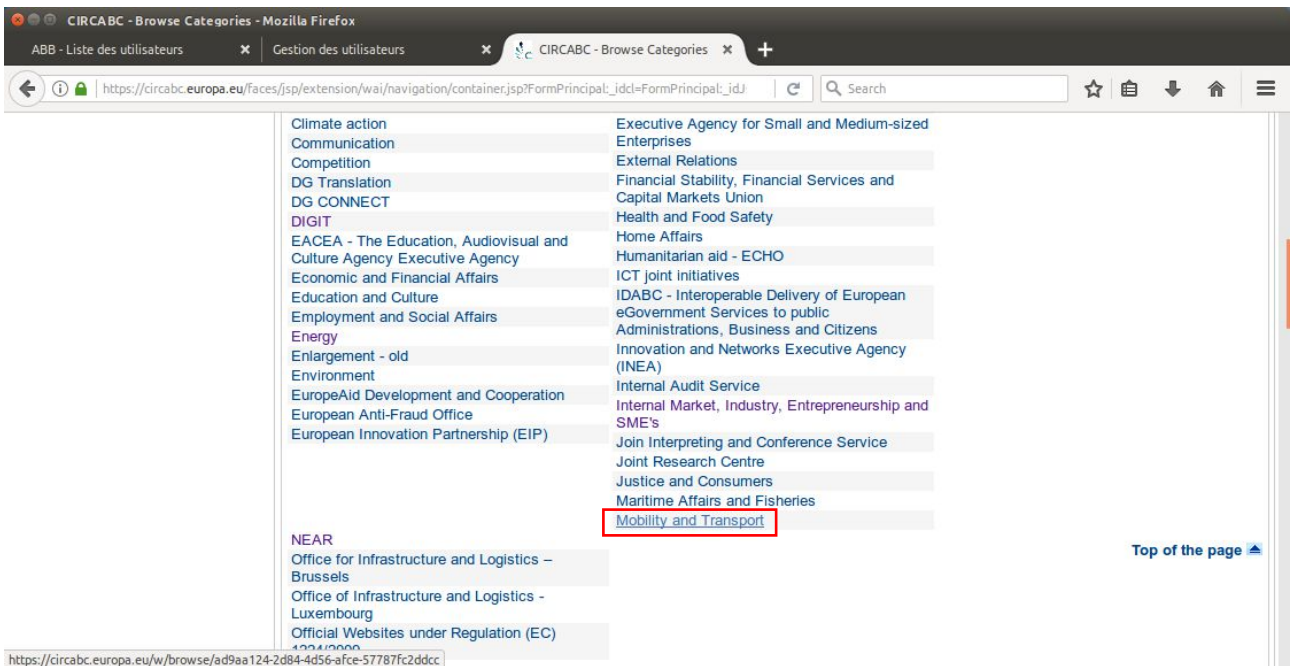 CIRCABC - Browse Categories - Mozilla Firefox
ABB - Liste des utilisateurs
Gestion des utilisateurs
CIRCABC - Browse Categories
https://circabc.europa.eu/faces/jsp/extension/wai/navigation/container.jsp?FormPrincipal:_idcl=FormPrincipal:_idJ
Search
Climate action
Communication
Competition
DG Translation
DG CONNECT
DIGIT
EACEA - The Education, Audiovisual and
Culture Agency Executive Agency
Economic and Financial Affairs
Education and Culture
Employment and Social Affairs
Energy
Enlargement - old
Environment
EuropeAid Development and Cooperation
European Anti-Fraud Office
European Innovation Partnership (EIP)
Executive Agency for Small and Medium-sized
Enterprises
External Relations
Financial Stability, Financial Services and
Capital Markets Union
Health and Food Safety
Home Affairs
Humanitarian aid - ECHO
ICT joint initiatives
IDABC - Interoperable Delivery of European
eGovernment Services to public
Administrations, Business and Citizens
Innovation and Networks Executive Agency
(INEA)
Internal Audit Service
Internal Market, Industry, Entrepreneurship and
SME's
Join Interpreting and Conference Service
Joint Research Centre
Justice and Consumers
Maritime Affairs and Fisheries
Mobility and Transport
NEAR
Office for Infrastructure and Logistics –
Brussels
Office of Infrastructure and Logistics -
Luxembourg
Official Websites under Regulation (EC)
1224/2009
Top of the page
https://circabc.europa.eu/w/browse/ad9aa124-2d84-4d56-afce-57787fc2ddcc